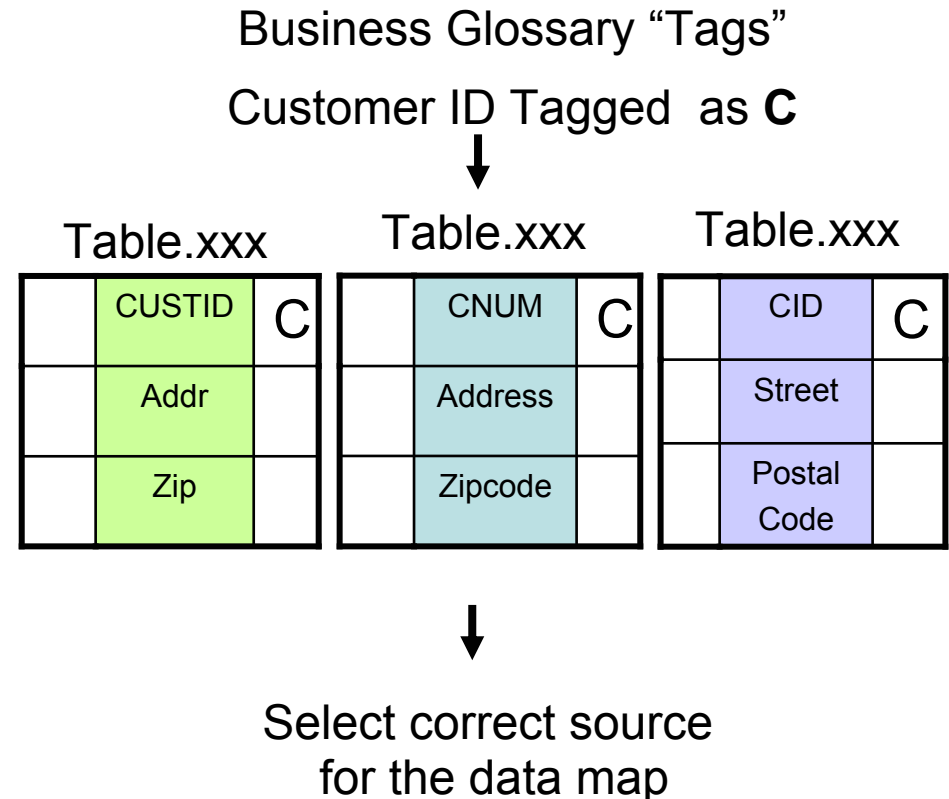 Business Glossary “Tags”
Customer ID Tagged as C
Table.xxx Table.xxx Table.xxx
CUSTID C CNUM C CID C
Addr Address Street
Zip Zipcode Postal
Code
Select correct source
for the data map